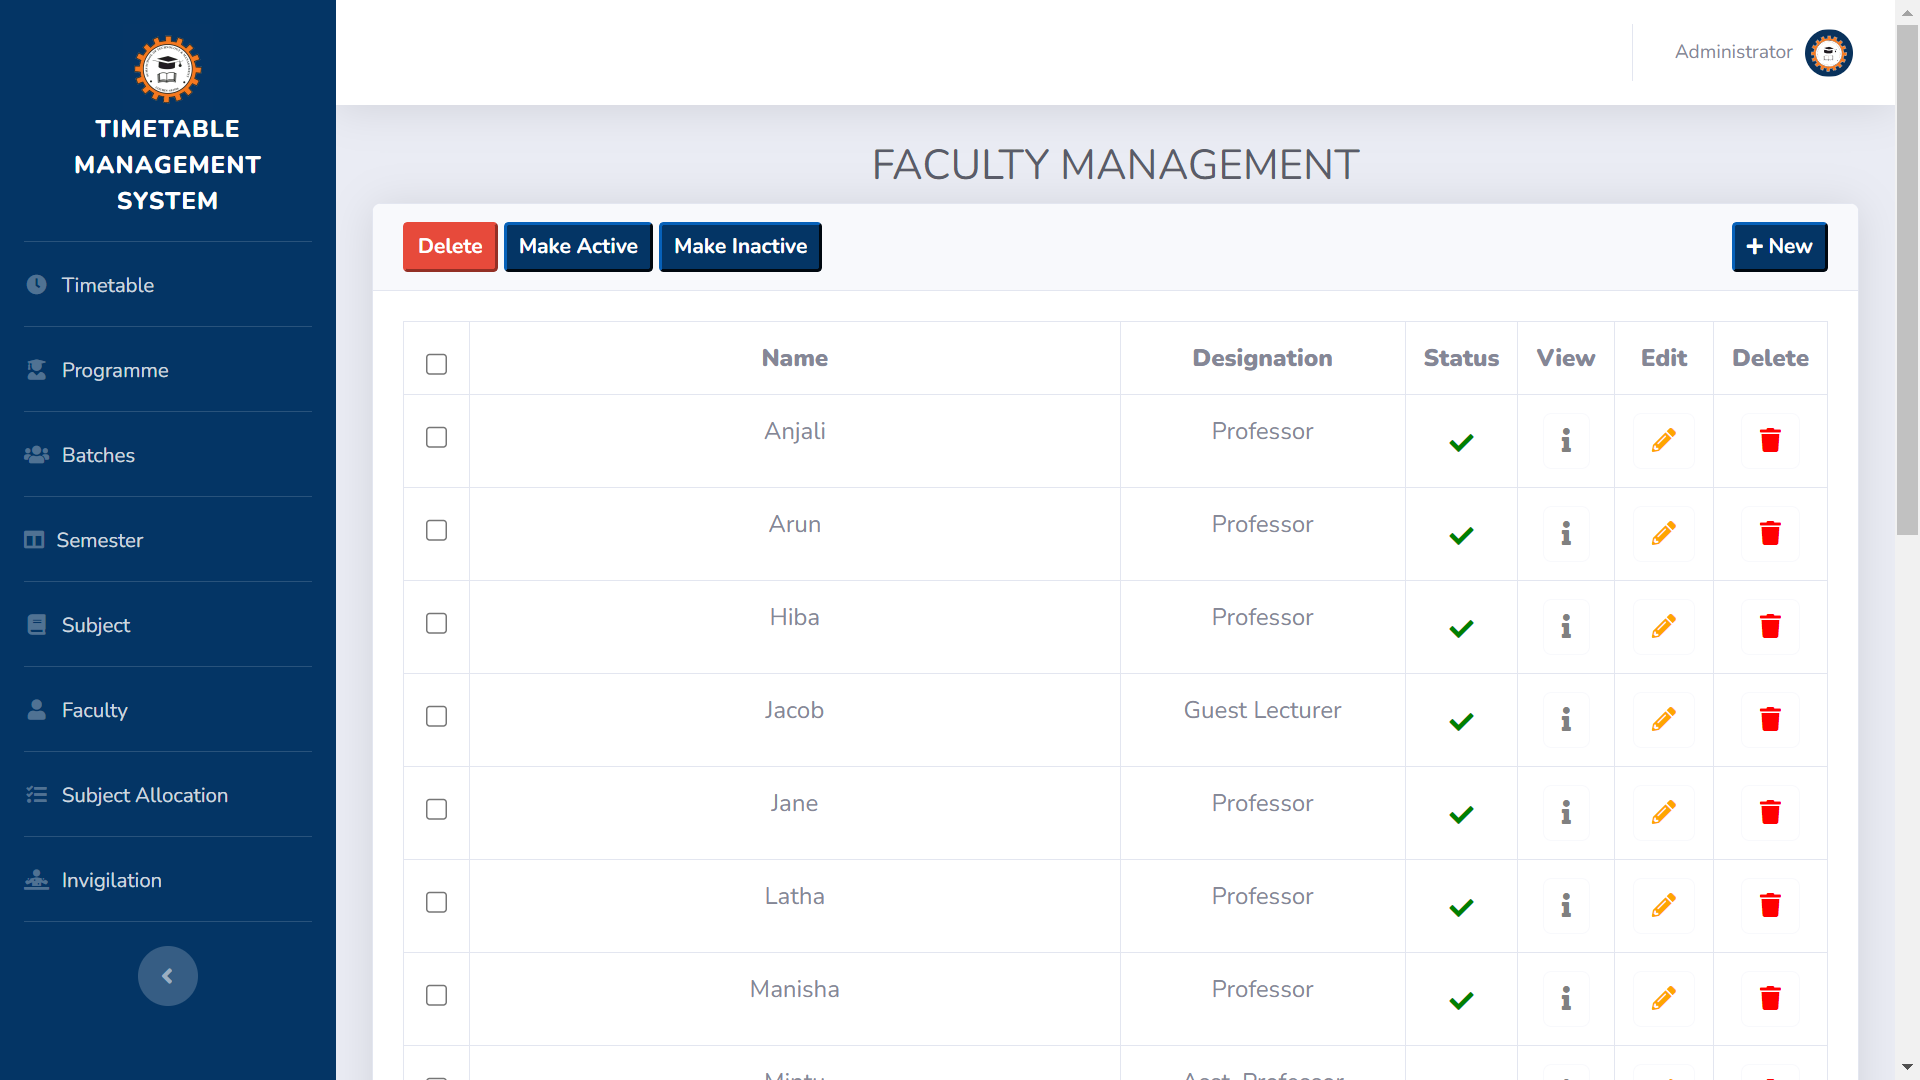 TIMETABLE
MANAGEMENT
SYSTEM
Timetable
Programme
Batches
Semester
Subject
Faculty
Subject Allocation
Invigilation
Administrator
FACULTY MANAGEMENT
Delete Make Active Make Inactive + New
Name Designation Status View Edit Delete
Anjali Professor
Arun Professor
Hiba Professor
Jacob Guest Lecturer
Jane Professor
Latha Professor
Manisha Professor